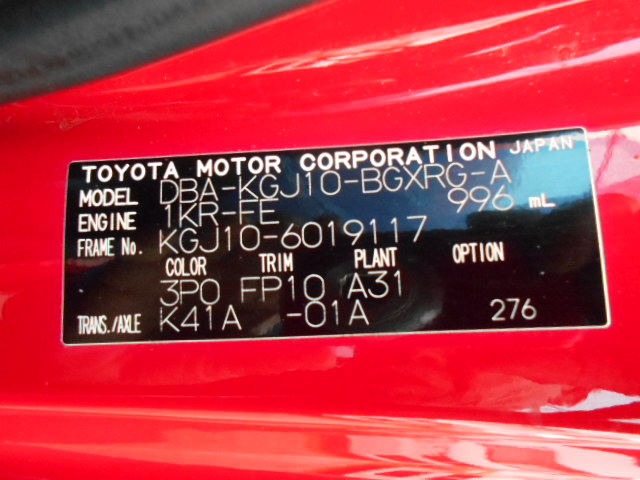 TOYOTA MOTOR CORPORATION JAPAN
MODEL DBA-KGJ10-BGXRG-A
ENGINE 1KR-FE 996 mL
FRAME No. KGJ10-6019117
COLOR TRIM PLANT OPTION
3P0 FP10 A31
TRANS./AXLE K41A -01A 276